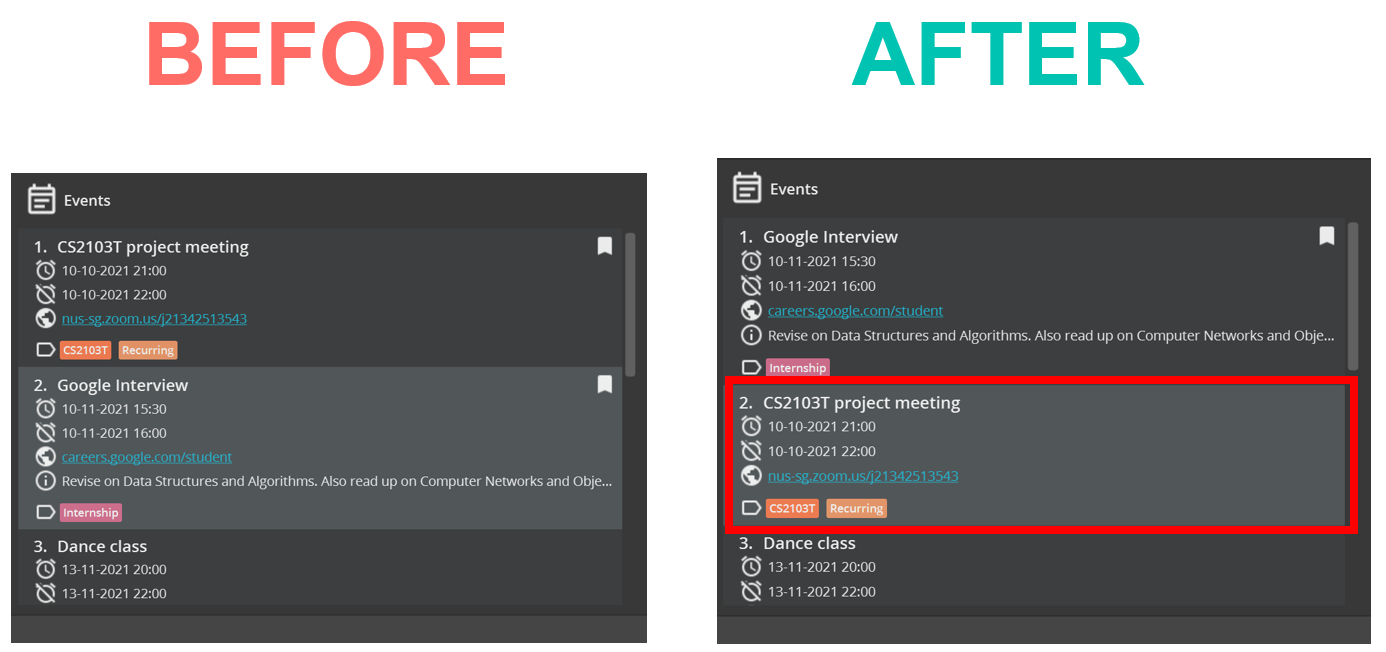 BEFORE
AFTER
Events
1. CS2103T project meeting
10-10-2021 21:00
10-10-2021 22:00
nus-sg.zoom.us/j21342513543
CS2103T Recurring
2. Google Interview
10-11-2021 15:30
10-11-2021 16:00
careers.google.com/student
Revise on Data Structures and Algorithms. Also read up on Computer Networks and Obje...
Internship
3. Dance class
13-11-2021 20:00
13-11-2021 22:00
Events
1. Google Interview
10-11-2021 15:30
10-11-2021 16:00
careers.google.com/student
Revise on Data Structures and Algorithms. Also read up on Computer Networks and Obje...
Internship
2. CS2103T project meeting
10-10-2021 21:00
10-10-2021 22:00
nus-sg.zoom.us/j21342513543
CS2103T Recurring
3. Dance class
13-11-2021 20:00
13-11-2021 22:00